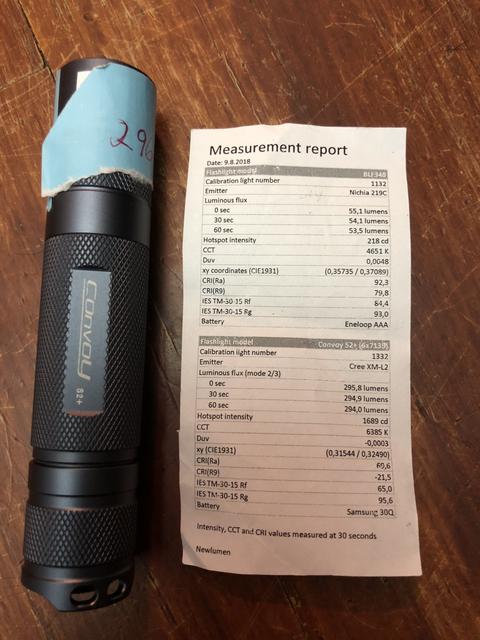 296
Convoy
S2+
Measurement report
Date: 9.8.2018
Flashlight model BLF348
Calibration light number 1132
Emitter Nichia 219C
Luminous flux
0 sec 55,1 lumens
30 sec 54,1 lumens
60 sec 53,5 lumens
Hotspot intensity 218 cd
CCT 4651 K
Duv 0,0048
xy coordinates (CIE1931) (0,35735 / 0,37089)
CRI(Ra) 92,3
CRI(R9) 79,8
IES TM-30-15 Rf 84,4
IES TM-30-15 Rg 93,0
Battery Eneloop AAA
Flashlight model Convoy S2+ (6x7135)
Calibration light number 1332
Emitter Cree XM-L2
Luminous flux (mode 2/3)
0 sec 295,8 lumens
30 sec 294,9 lumens
60 sec 294,0 lumens
Hotspot intensity 1689 cd
CCT 6385 K
Duv -0,0003
xy (CIE1931) (0,31544 / 0,32490)
CRI(Ra) 69,6
CRI(R9) -21,5
IES TM-30-15 Rf 65,0
IES TM-30-15 Rg 95,6
Battery Samsung 30Q
Intensity, CCT and CRI values measured at 30 seconds
Newlumen